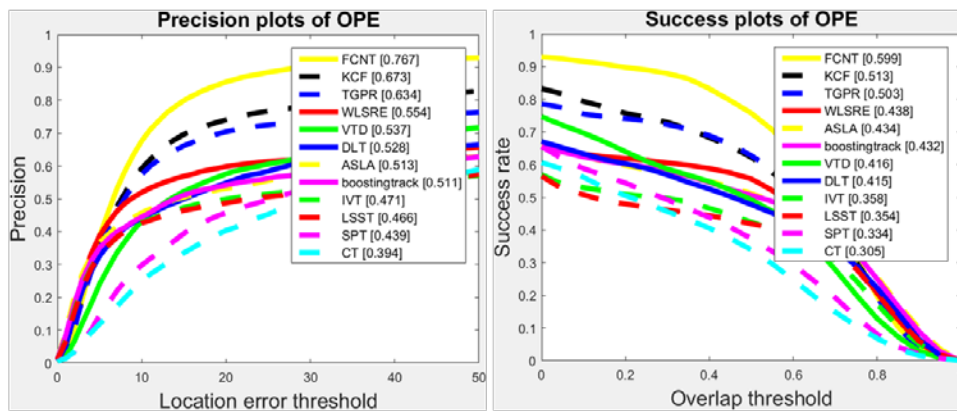 Precision plots of OPE
Precision
1
0.9
0.8
0.7
0.6
0.5
0.4
0.3
0.2
0.1
0
FCNT [0.767]
KCF [0.673]
TGPR [0.634]
WLSRE [0.554]
VTD [0.537]
DLT [0.528]
ASLA [0.513]
boostingtrack [0.511]
IVT [0.471]
LSST [0.466]
SPT [0.439]
CT [0.394]
0 10 20 30 40 50
Location error threshold
Success plots of OPE
Success rate
1
0.9
0.8
0.7
0.6
0.5
0.4
0.3
0.2
0.1
0
FCNT [0.599]
KCF [0.513]
TGPR [0.503]
WLSRE [0.438]
ASLA [0.434]
boostingtrack [0.432]
VTD [0.416]
DLT [0.415]
IVT [0.358]
LSST [0.354]
SPT [0.334]
CT [0.305]
0 0.2 0.4 0.6 0.8
Overlap threshold